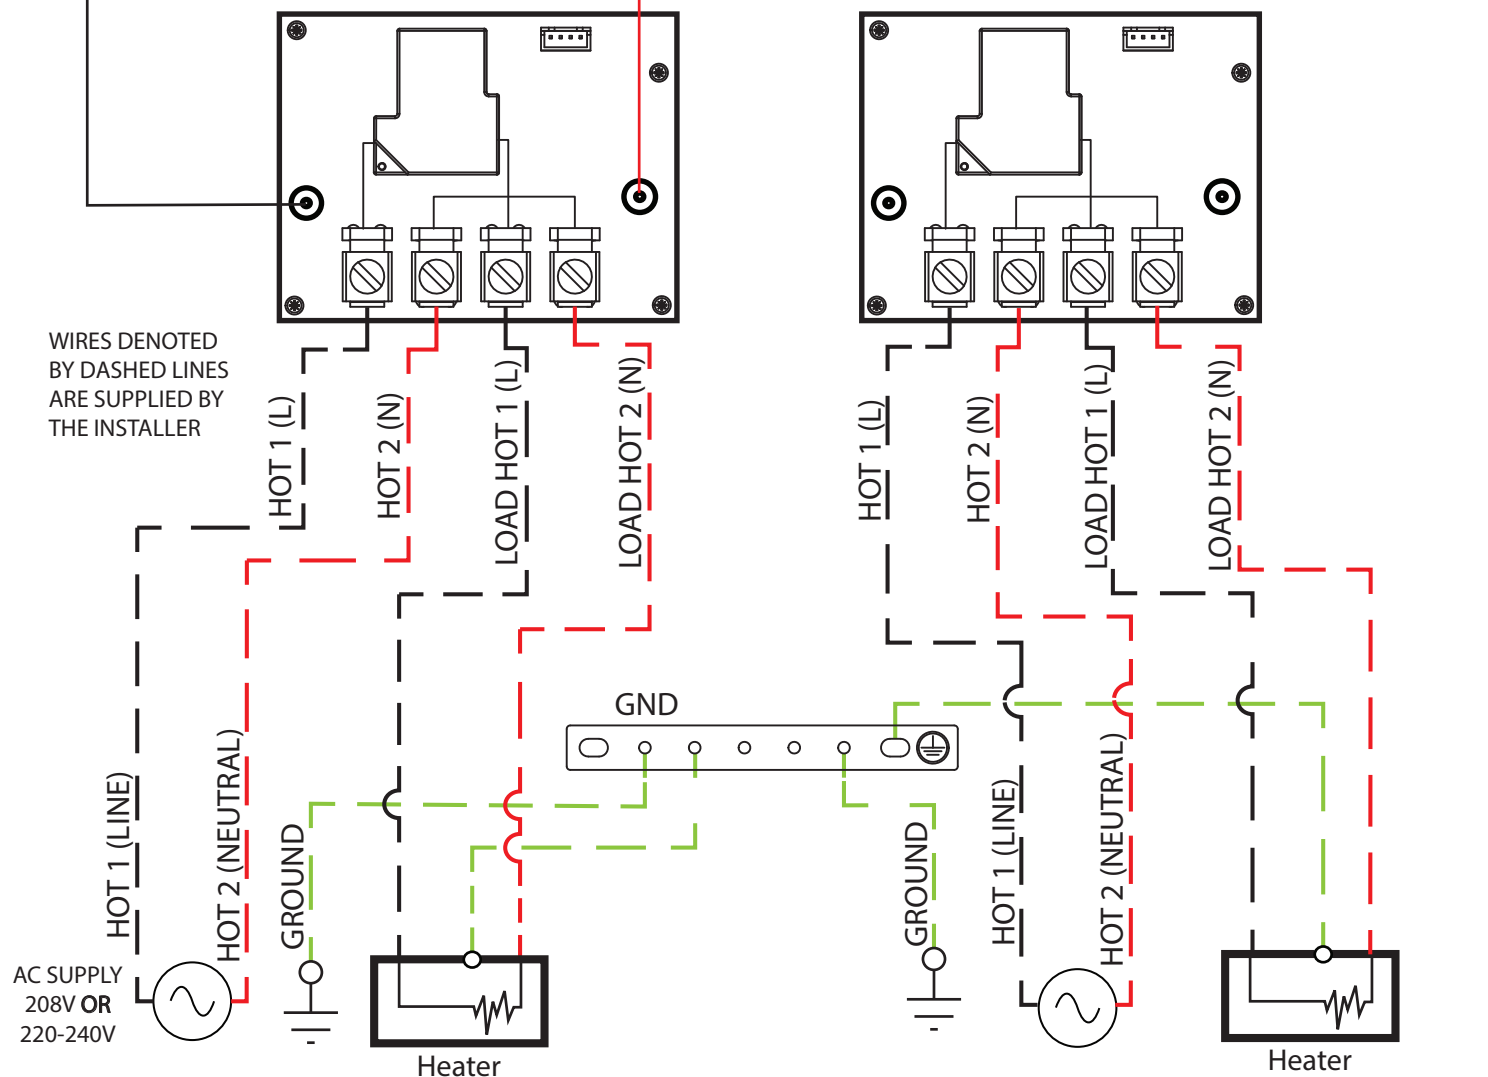 WIRES DENOTED
BY DASHED LINES
ARE SUPPLIED BY
THE INSTALLER
HOT 1 (L)
HOT 2 (N)
LOAD HOT 1 (L)
LOAD HOT 2 (N)
HOT 1 (L)
HOT 2 (N)
LOAD HOT 1 (L)
LOAD HOT 2 (N)
GND
HOT 1 (LINE)
HOT 2 (NEUTRAL)
GROUND
GROUND
HOT 1 (LINE)
HOT 2 (NEUTRAL)
AC SUPPLY
208V OR
220-240V
Heater
Heater